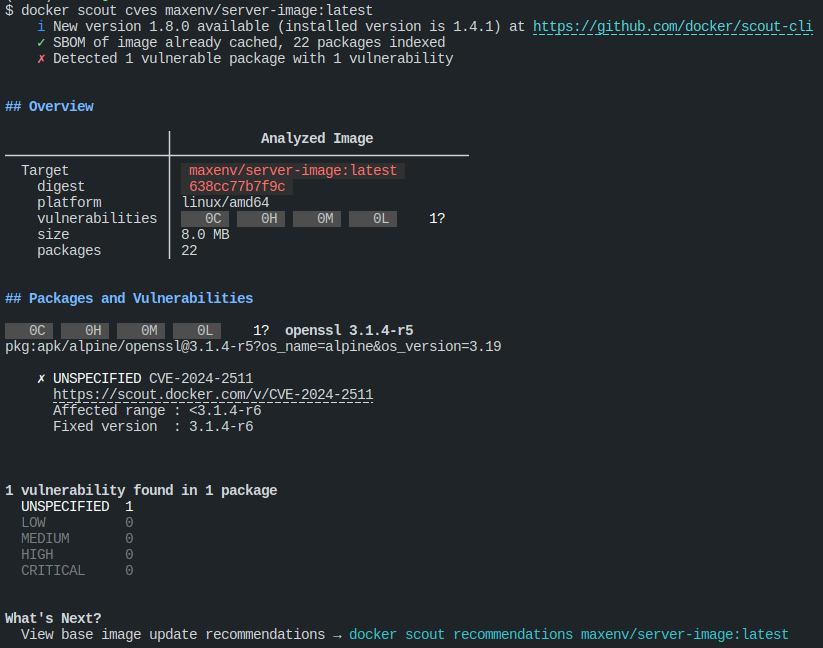 $ docker scout cves maxenv/server-image:latest
i New version 1.8.0 available (installed version is 1.4.1) at https://github.com/docker/scout-cli
✓ SBOM of image already cached, 22 packages indexed
✗ Detected 1 vulnerable package with 1 vulnerability
## Overview
Analyzed Image
Target maxenv/server-image:latest
digest 638cc77b7f9c
platform linux/amd64
vulnerabilities 0C 0H 0M 0L 1?
size 8.0 MB
packages 22
## Packages and Vulnerabilities
0C 0H 0M 0L 1? openssl 3.1.4-r5
pkg:apk/alpine/openssl@3.1.4-r5?os_name=alpine&os_version=3.19
✗ UNSPECIFIED CVE-2024-2511
https://scout.docker.com/v/CVE-2024-2511
Affected range : <3.1.4-r6
Fixed version : 3.1.4-r6
1 vulnerability found in 1 package
UNSPECIFIED 1
LOW 0
MEDIUM 0
HIGH 0
CRITICAL 0
What's Next?
View base image update recommendations → docker scout recommendations maxenv/server-image:latest